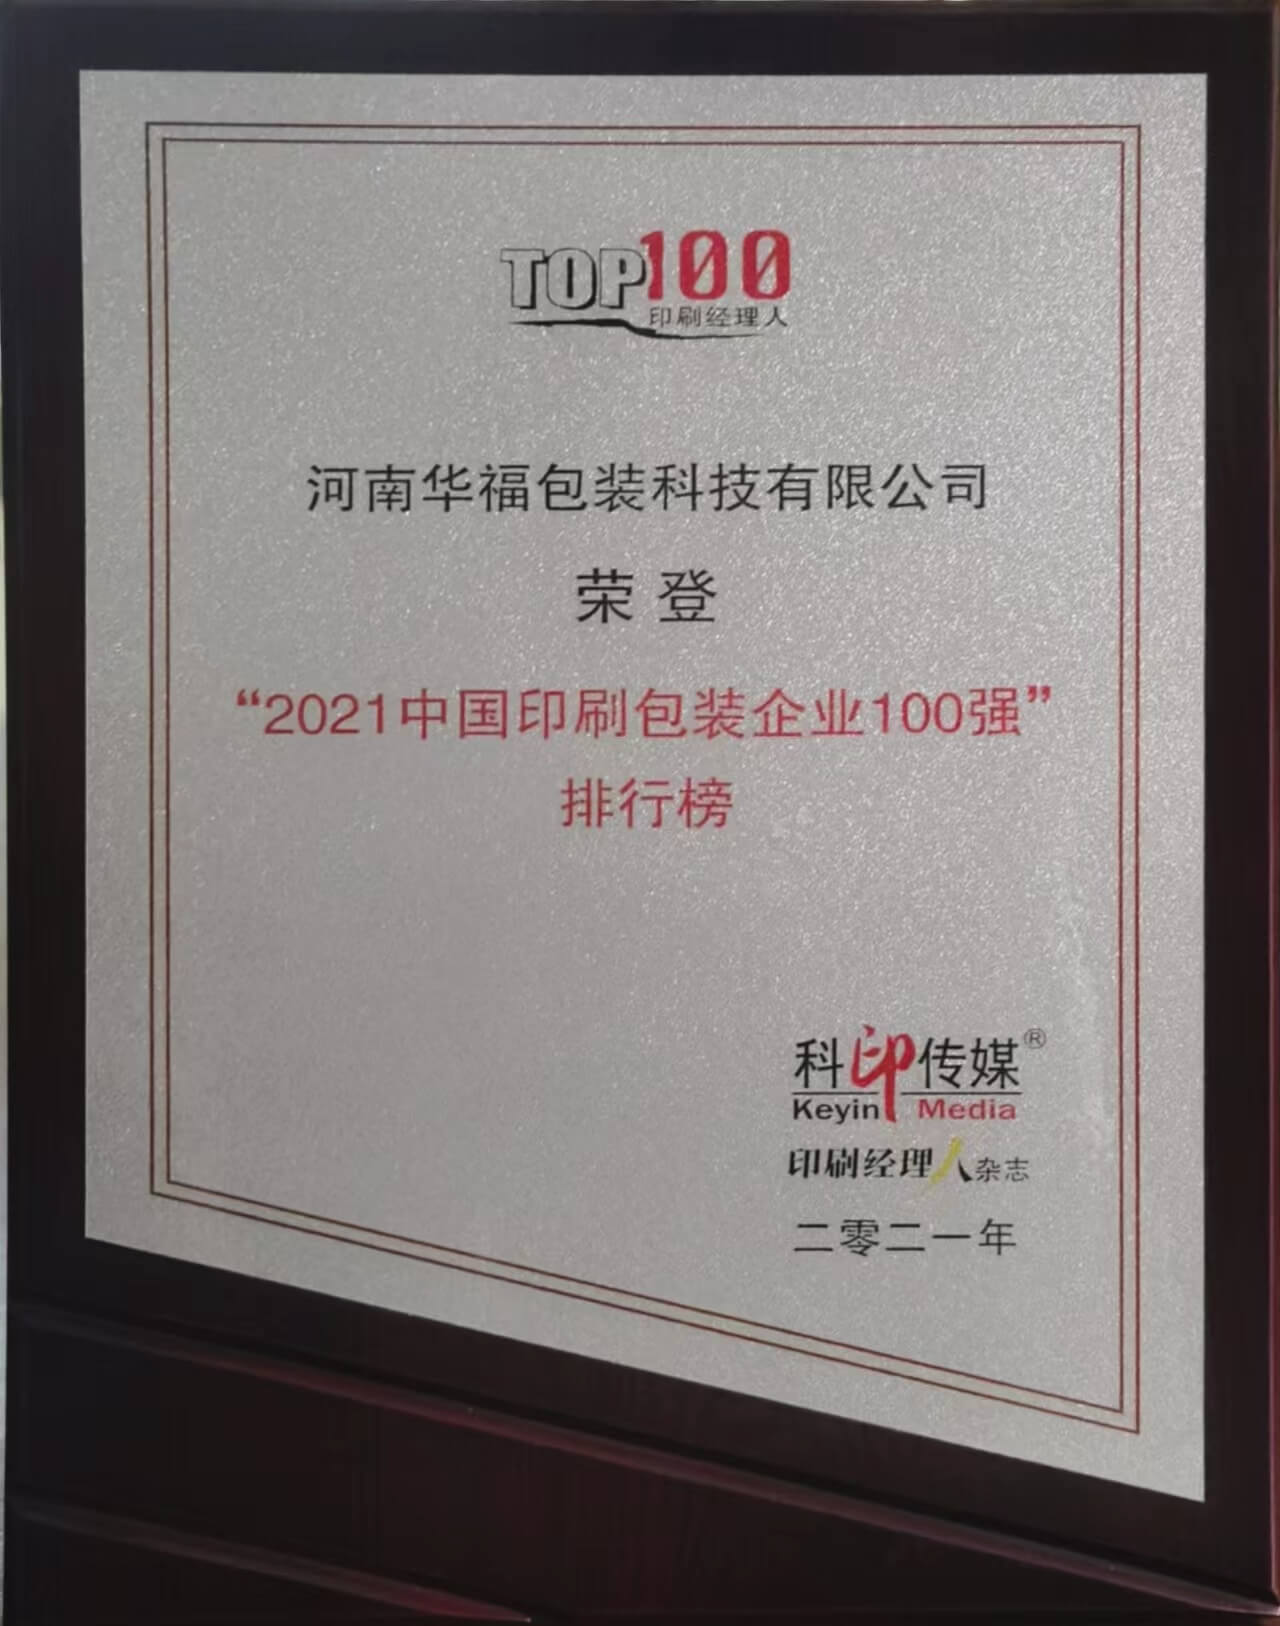 TOP100
印刷经理人
河南华福包装科技有限公司
荣登
“2021中国印刷包装企业100强”
排行榜
科印传媒®
Keyin Media
印刷经理人杂志
二零二一年